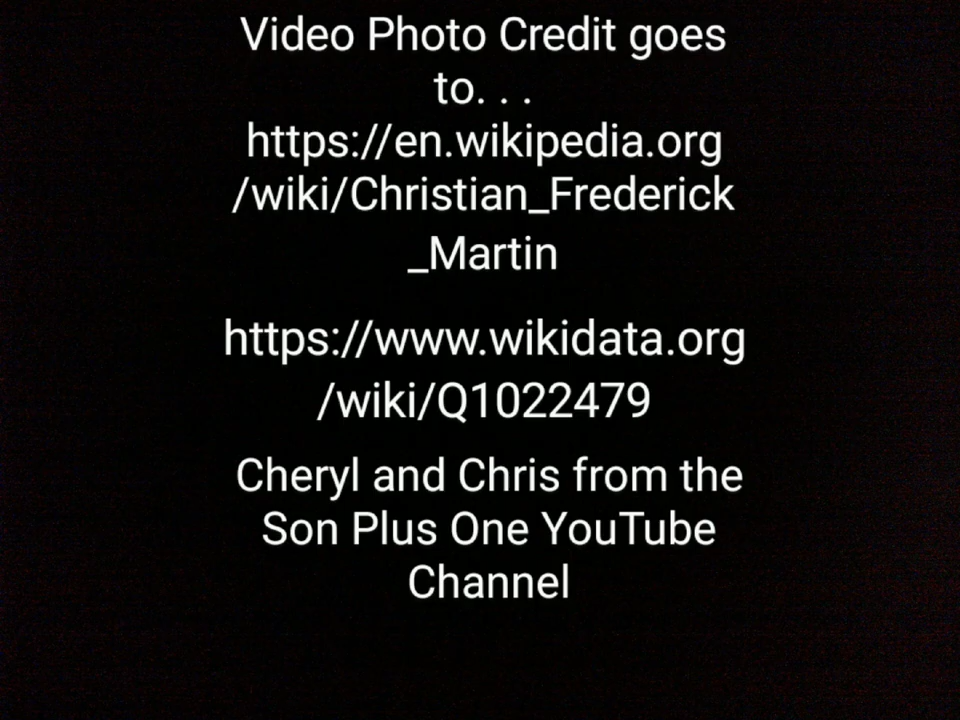 Video Photo Credit goes
to. . .
https://en.wikipedia.org
/wiki/Christian_Frederick
_Martin
https://www.wikidata.org
/wiki/Q1022479
Cheryl and Chris from the
Son Plus One YouTube
Channel